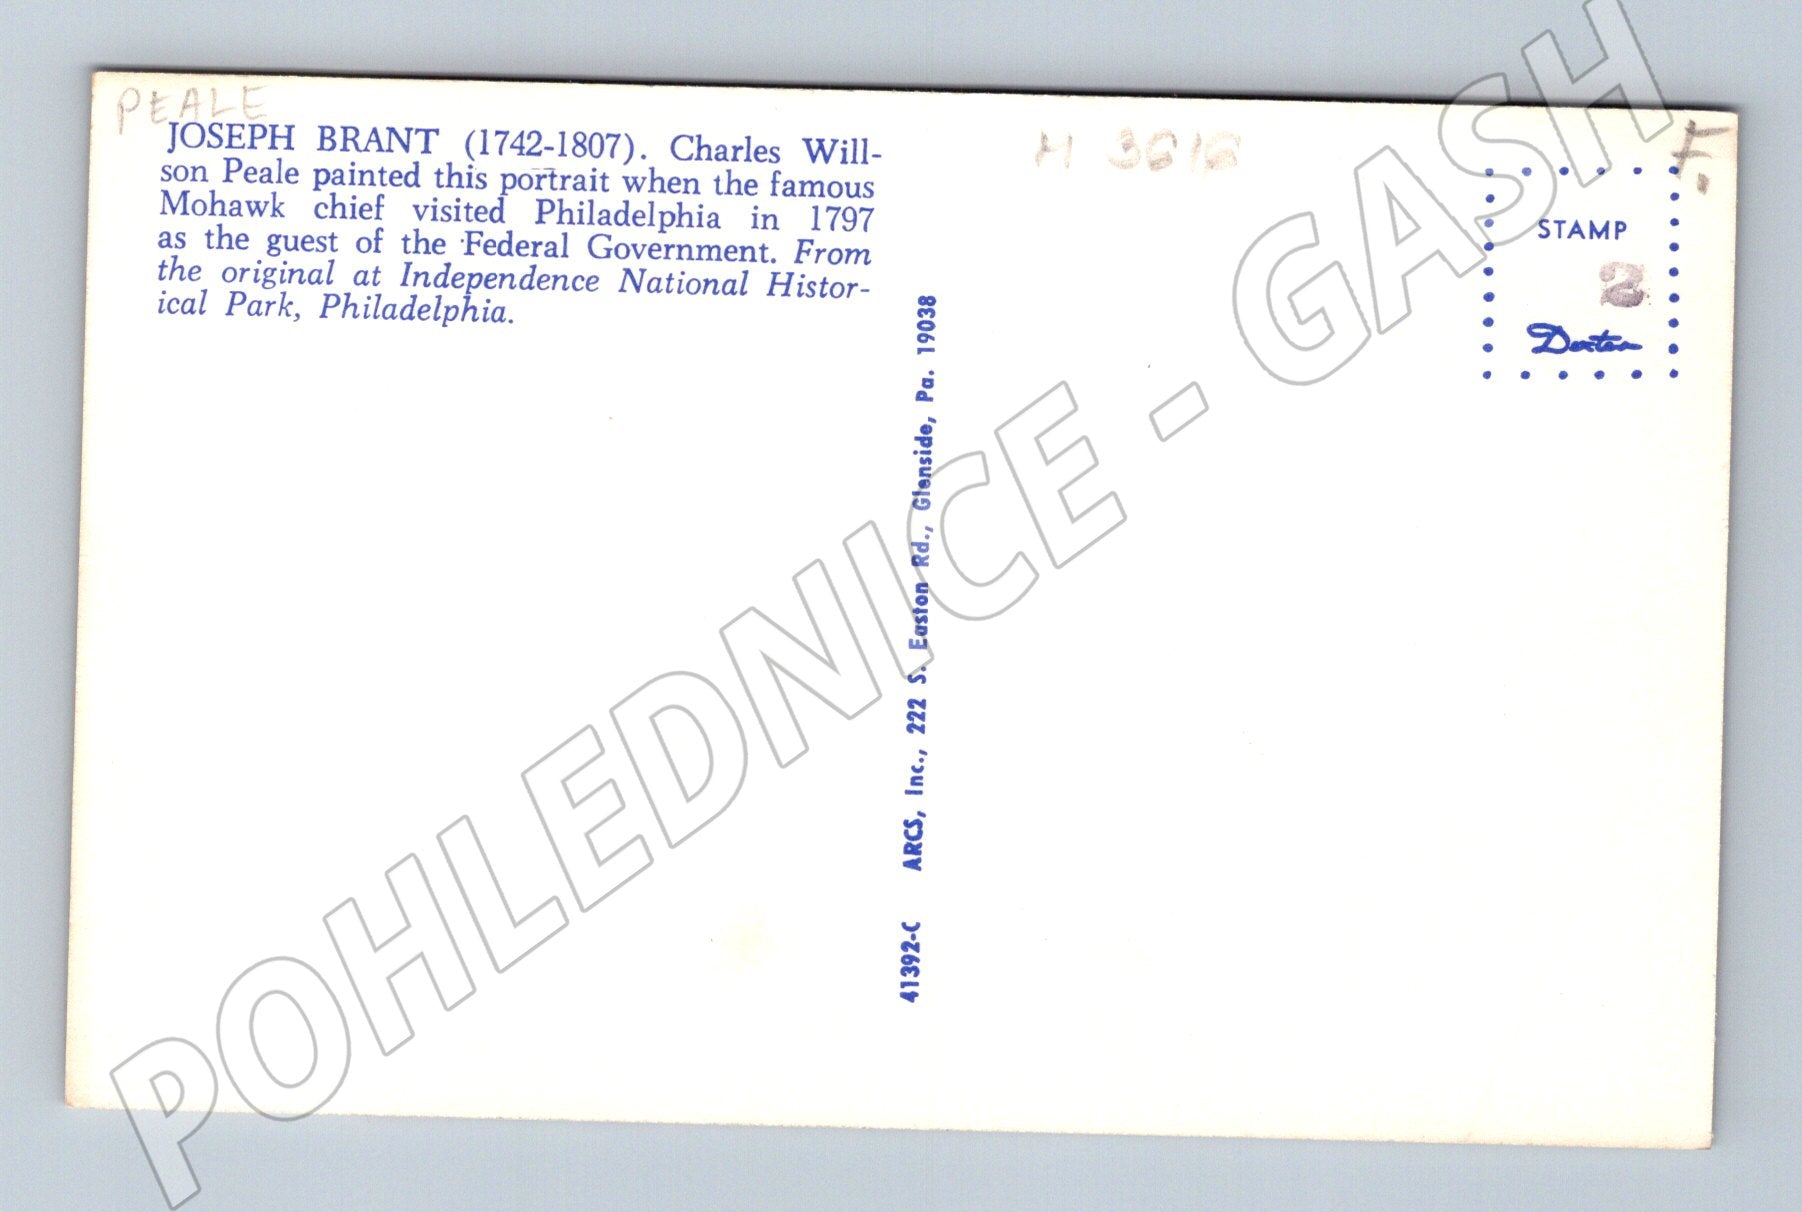 PEALE
JOSEPH BRANT (1742-1807). Charles Will-
son Peale painted this portrait when the famous
Mohawk chief visited Philadelphia in 1797
as the guest of the Federal Government. From
the original at Independence National Histor-
ical Park, Philadelphia.
41392-C ARCS, Inc., 222 S. Easton Rd., Glenside, Pa. 19038
M 3616
F.
STAMP
2
Dexter
POHLEDNICE - GASH